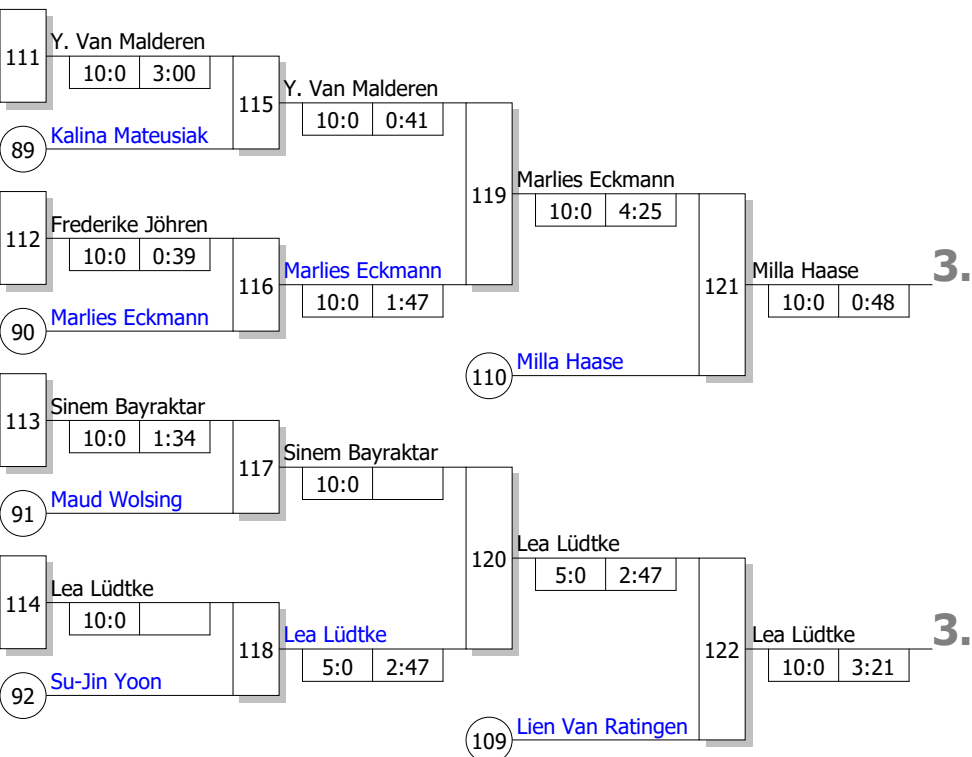 111
Y. Van Malderen
10:0 3:00
89
Kalina Mateusiak
115
Y. Van Malderen
10:0 0:41
112
Frederike Jöhren
10:0 0:39
90
Marlies Eckmann
116
Marlies Eckmann
10:0 1:47
119
Marlies Eckmann
10:0 4:25
110
Milla Haase
121
Milla Haase
10:0 0:48
3.
113
Sinem Bayraktar
10:0 1:34
91
Maud Wolsing
117
Sinem Bayraktar
10:0
114
Lea Lüdtke
10:0
92
Su-Jin Yoon
118
Lea Lüdtke
5:0 2:47
120
Lea Lüdtke
5:0 2:47
109
Lien Van Ratingen
122
Lea Lüdtke
10:0 3:21
3.